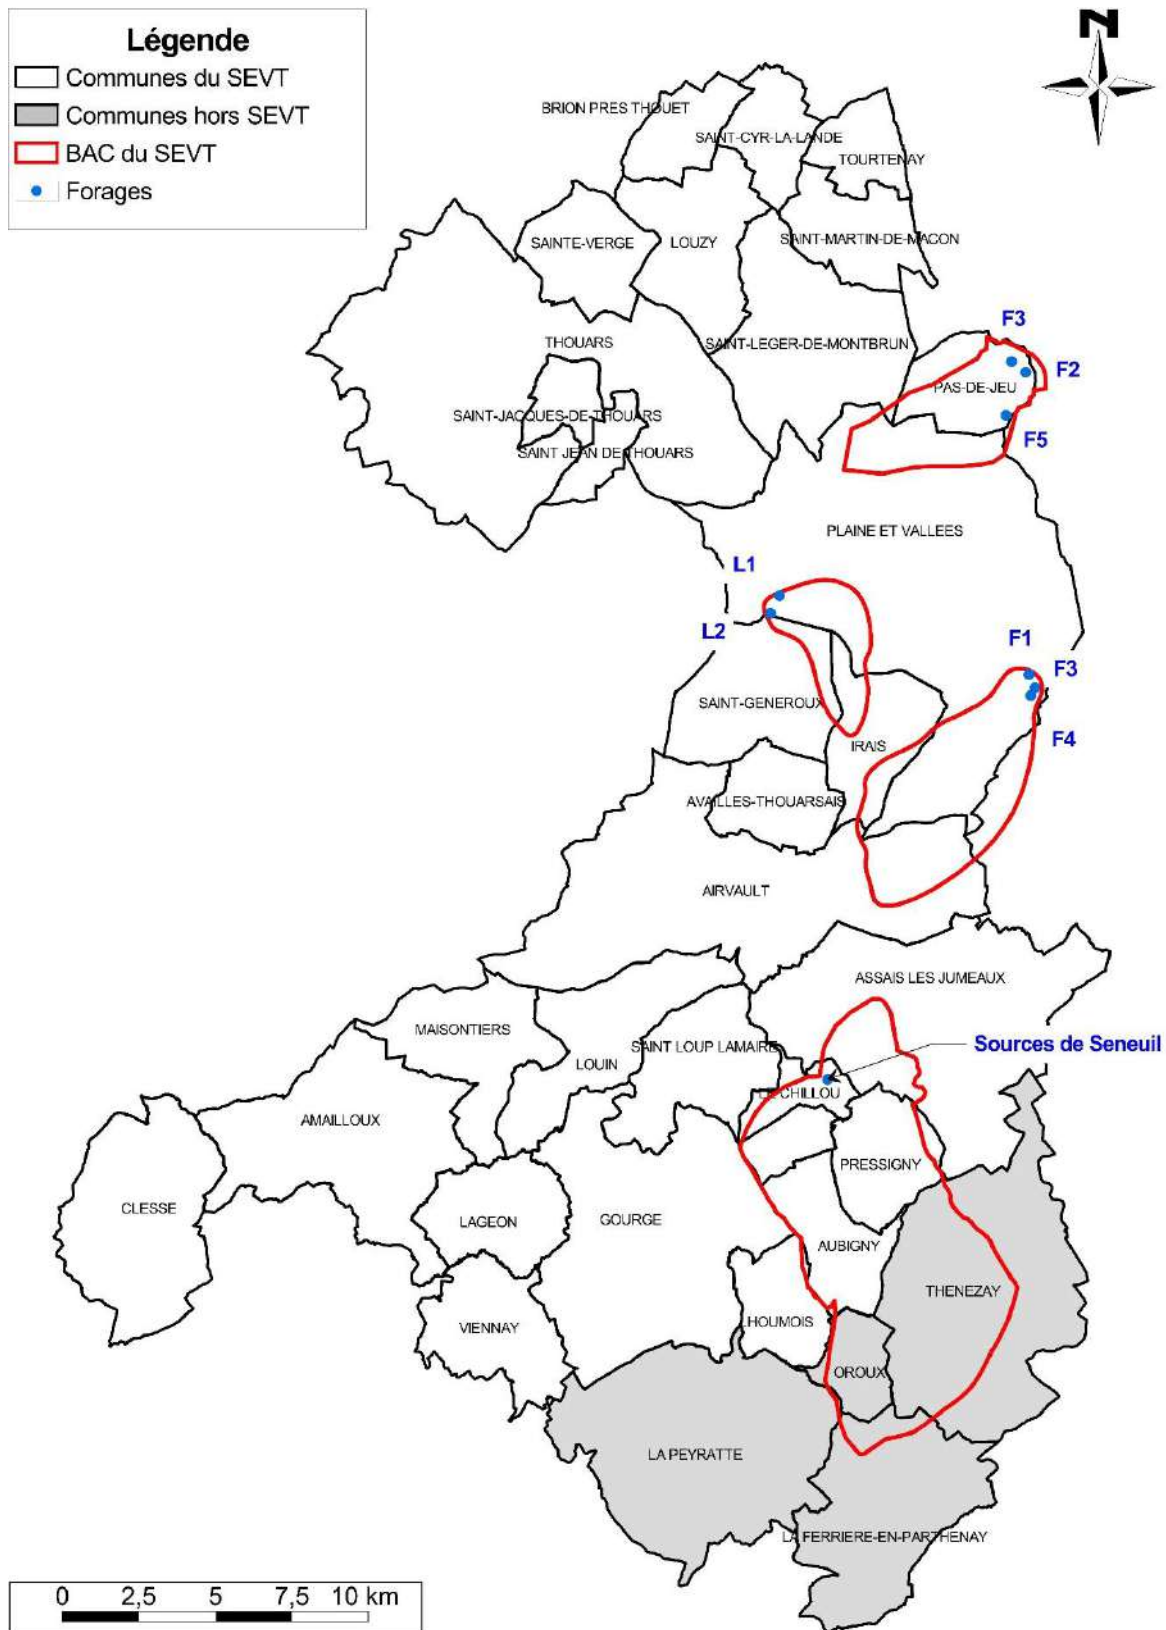 Légende
Communes du SEVT
Communes hors SEVT
BAC du SEVT
Forages
N
BRION PRES THOUET
SAINT-CYR-LA-LANDE
TOURTENAY
SAINTE-VERGE
LOUZY
SAINT-MARTIN-DE-MACON
F3
THOUARS
SAINT-LEGER-DE-MONTBRUN
F2
PAS-DE-JEU
SAINT-JACQUES-DE-THOUARS
F5
SAINT JEAN DE THOUARS
PLAINE ET VALLEES
L1
L2
F1
F3
SAINT-GENEROUX
F4
IRAIS
AVAILLES-THOUARSAIS
AIRVAULT
ASSAIS LES JUMEAUX
MAISONTIERS
SAINT LOUP LAMAIRE
Sources de Seneuil
LOUIN
LE CHILLOU
AMAILLOUX
PRESSIGNY
CLESSE
LAGEON
GOURGE
AUBIGNY
THENEZAY
LHOUMOIS
VIENNAY
OROUX
LA PEYRATTE
LA FERRIERE-EN-PARTHENAY
0 2,5 5 7,5 10 km